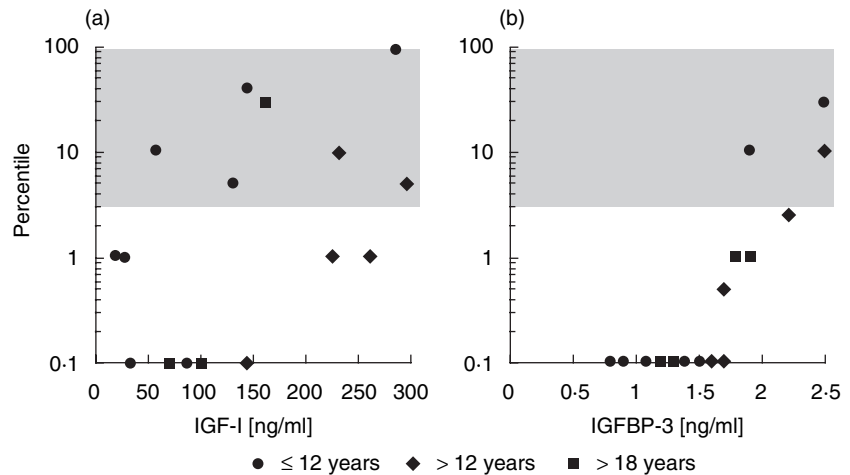 (a) (b)
100 100
10 10
Percentile
1 1
0·1 0·1
0 50 100 150 200 250 300 0 0·5 1 1·5 2 2·5
IGF-I [ng/ml] IGFBP-3 [ng/ml]
≤ 12 years > 12 years > 18 years